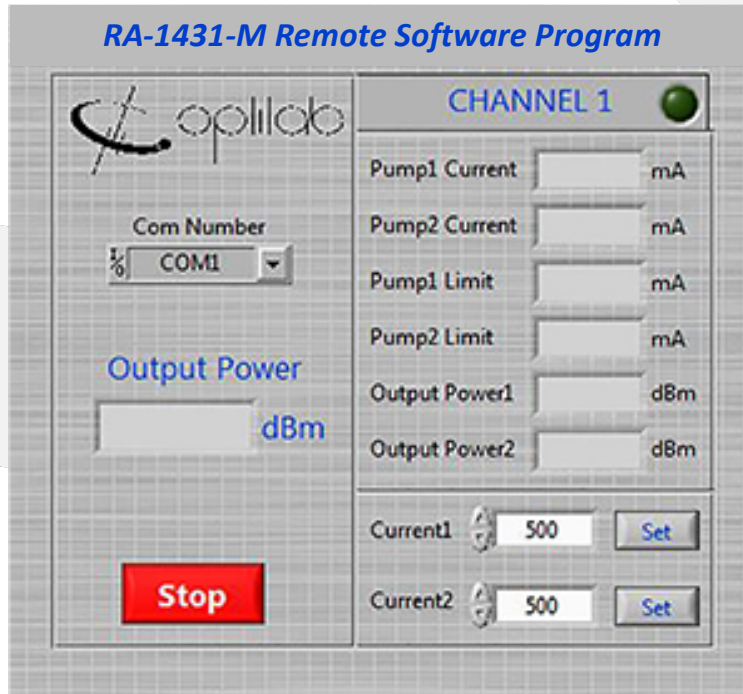 RA-1431-M Remote Software Program
optilab
Com Number
COM1
Output Power
dBm
Stop
CHANNEL 1
Pump1 Current mA
Pump2 Current mA
Pump1 Limit mA
Pump2 Limit mA
Output Power1 dBm
Output Power2 dBm
Current1 500 Set
Current2 500 Set